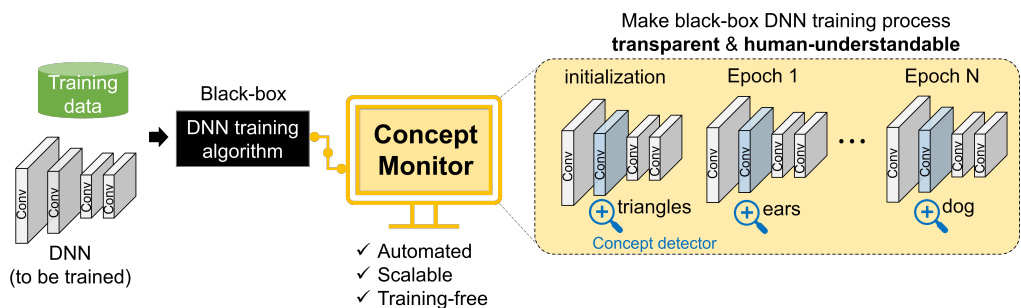 Make black-box DNN training process
transparent & human-understandable
Training
data
Black-box
DNN training
algorithm
Concept
Monitor
✓ Automated
✓ Scalable
✓ Training-free
Conv
Conv
Conv
Conv
DNN
(to be trained)
initialization
Conv
Conv
Conv
Conv
triangles
Concept detector
Epoch 1
Conv
Conv
Conv
Conv
ears
...
Epoch N
Conv
Conv
Conv
Conv
dog